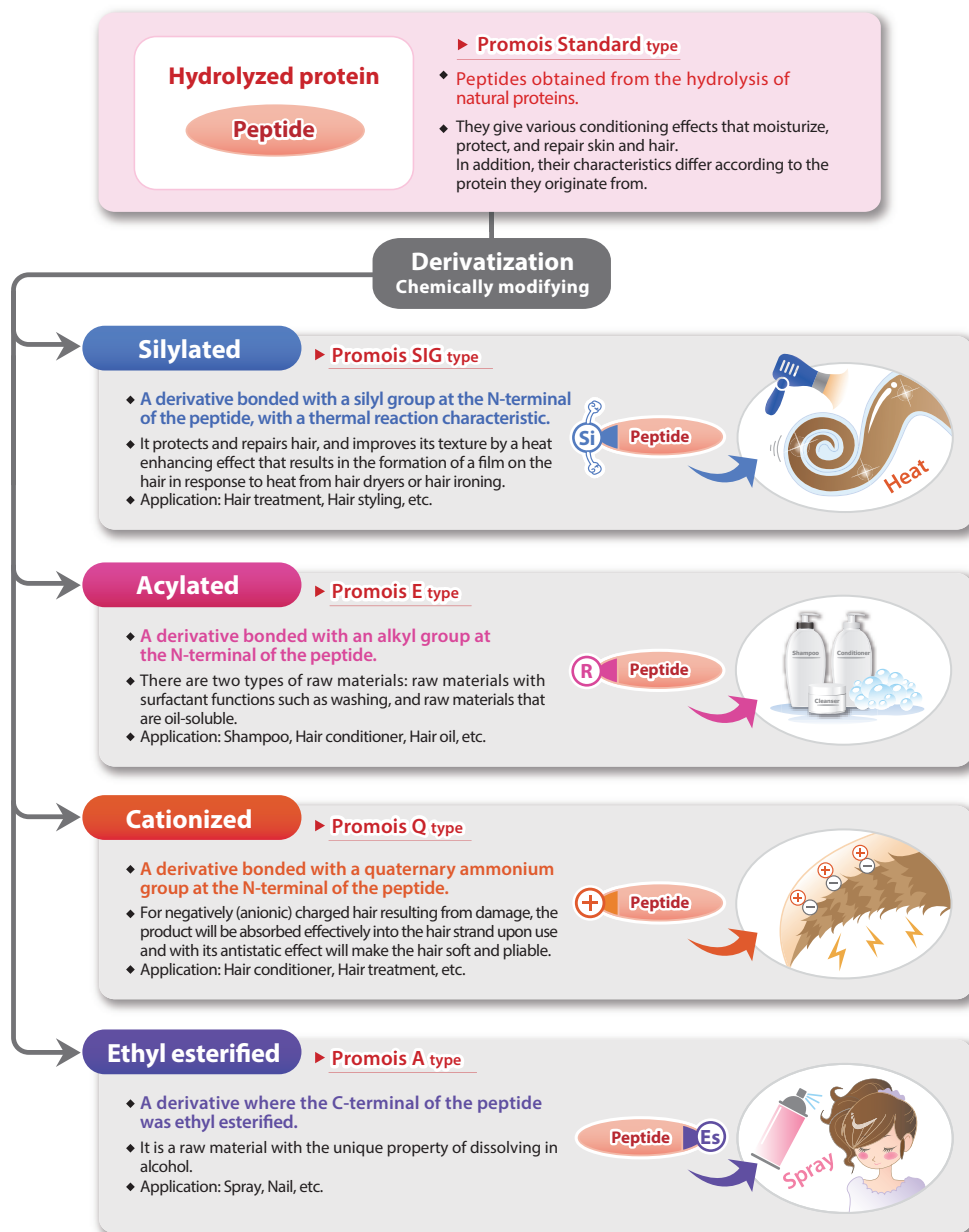 Hydrolyzed protein
Peptide
▶ Promois Standard type
◆ Peptides obtained from the hydrolysis of
natural proteins.
◆ They give various conditioning effects that moisturize,
protect, and repair skin and hair.
In addition, their characteristics differ according to the
protein they originate from.
Derivatization
Chemically modifying
Silylated
▶ Promois SIG type
◆ A derivative bonded with a silyl group at the N-terminal
of the peptide, with a thermal reaction characteristic.
◆ It protects and repairs hair, and improves its texture by a heat
enhancing effect that results in the formation of a film on the
hair in response to heat from hair dryers or hair ironing.
◆ Application: Hair treatment, Hair styling, etc.
Si Peptide
Heat
Acylated
▶ Promois E type
◆ A derivative bonded with an alkyl group at
the N-terminal of the peptide.
◆ There are two types of raw materials: raw materials with
surfactant functions such as washing, and raw materials that
are oil-soluble.
◆ Application: Shampoo, Hair conditioner, Hair oil, etc.
R Peptide
Shampoo
Conditioner
Cleanser
Cationized
▶ Promois Q type
◆ A derivative bonded with a quaternary ammonium
group at the N-terminal of the peptide.
◆ For negatively (anionic) charged hair resulting from damage, the
product will be absorbed effectively into the hair strand upon use
and with its antistatic effect will make the hair soft and pliable.
◆ Application: Hair conditioner, Hair treatment, etc.
+ Peptide
+ + +
− − −
Ethyl esterified
▶ Promois A type
◆ A derivative where the C-terminal of the peptide
was ethyl esterified.
◆ It is a raw material with the unique property of dissolving in
alcohol.
◆ Application: Spray, Nail, etc.
Peptide Es
Spray